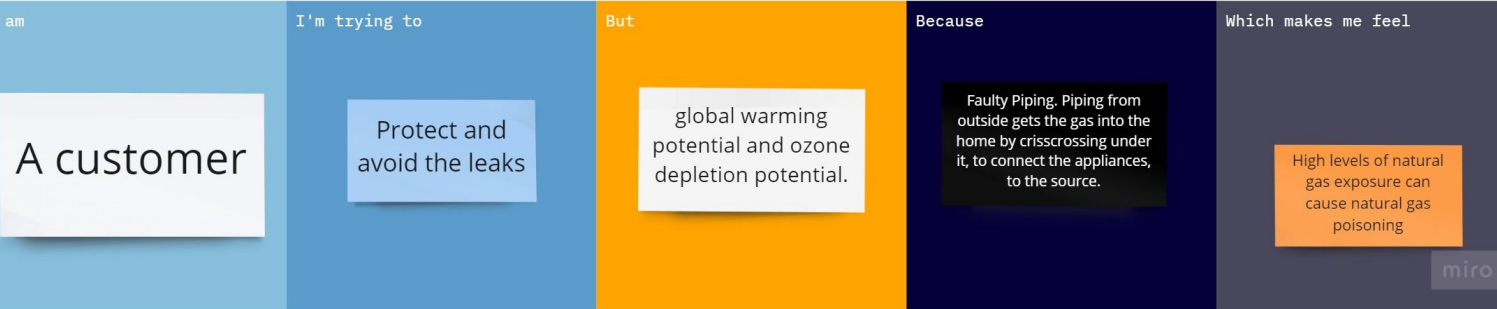 am
I'm trying to
But
Because
Which makes me feel
A customer
Protect and
avoid the leaks
global warming
potential and ozone
depletion potential.
Faulty Piping. Piping from
outside gets the gas into the
home by crisscrossing under
it, to connect the appliances,
to the source.
High levels of natural
gas exposure can
cause natural gas
poisoning
miro